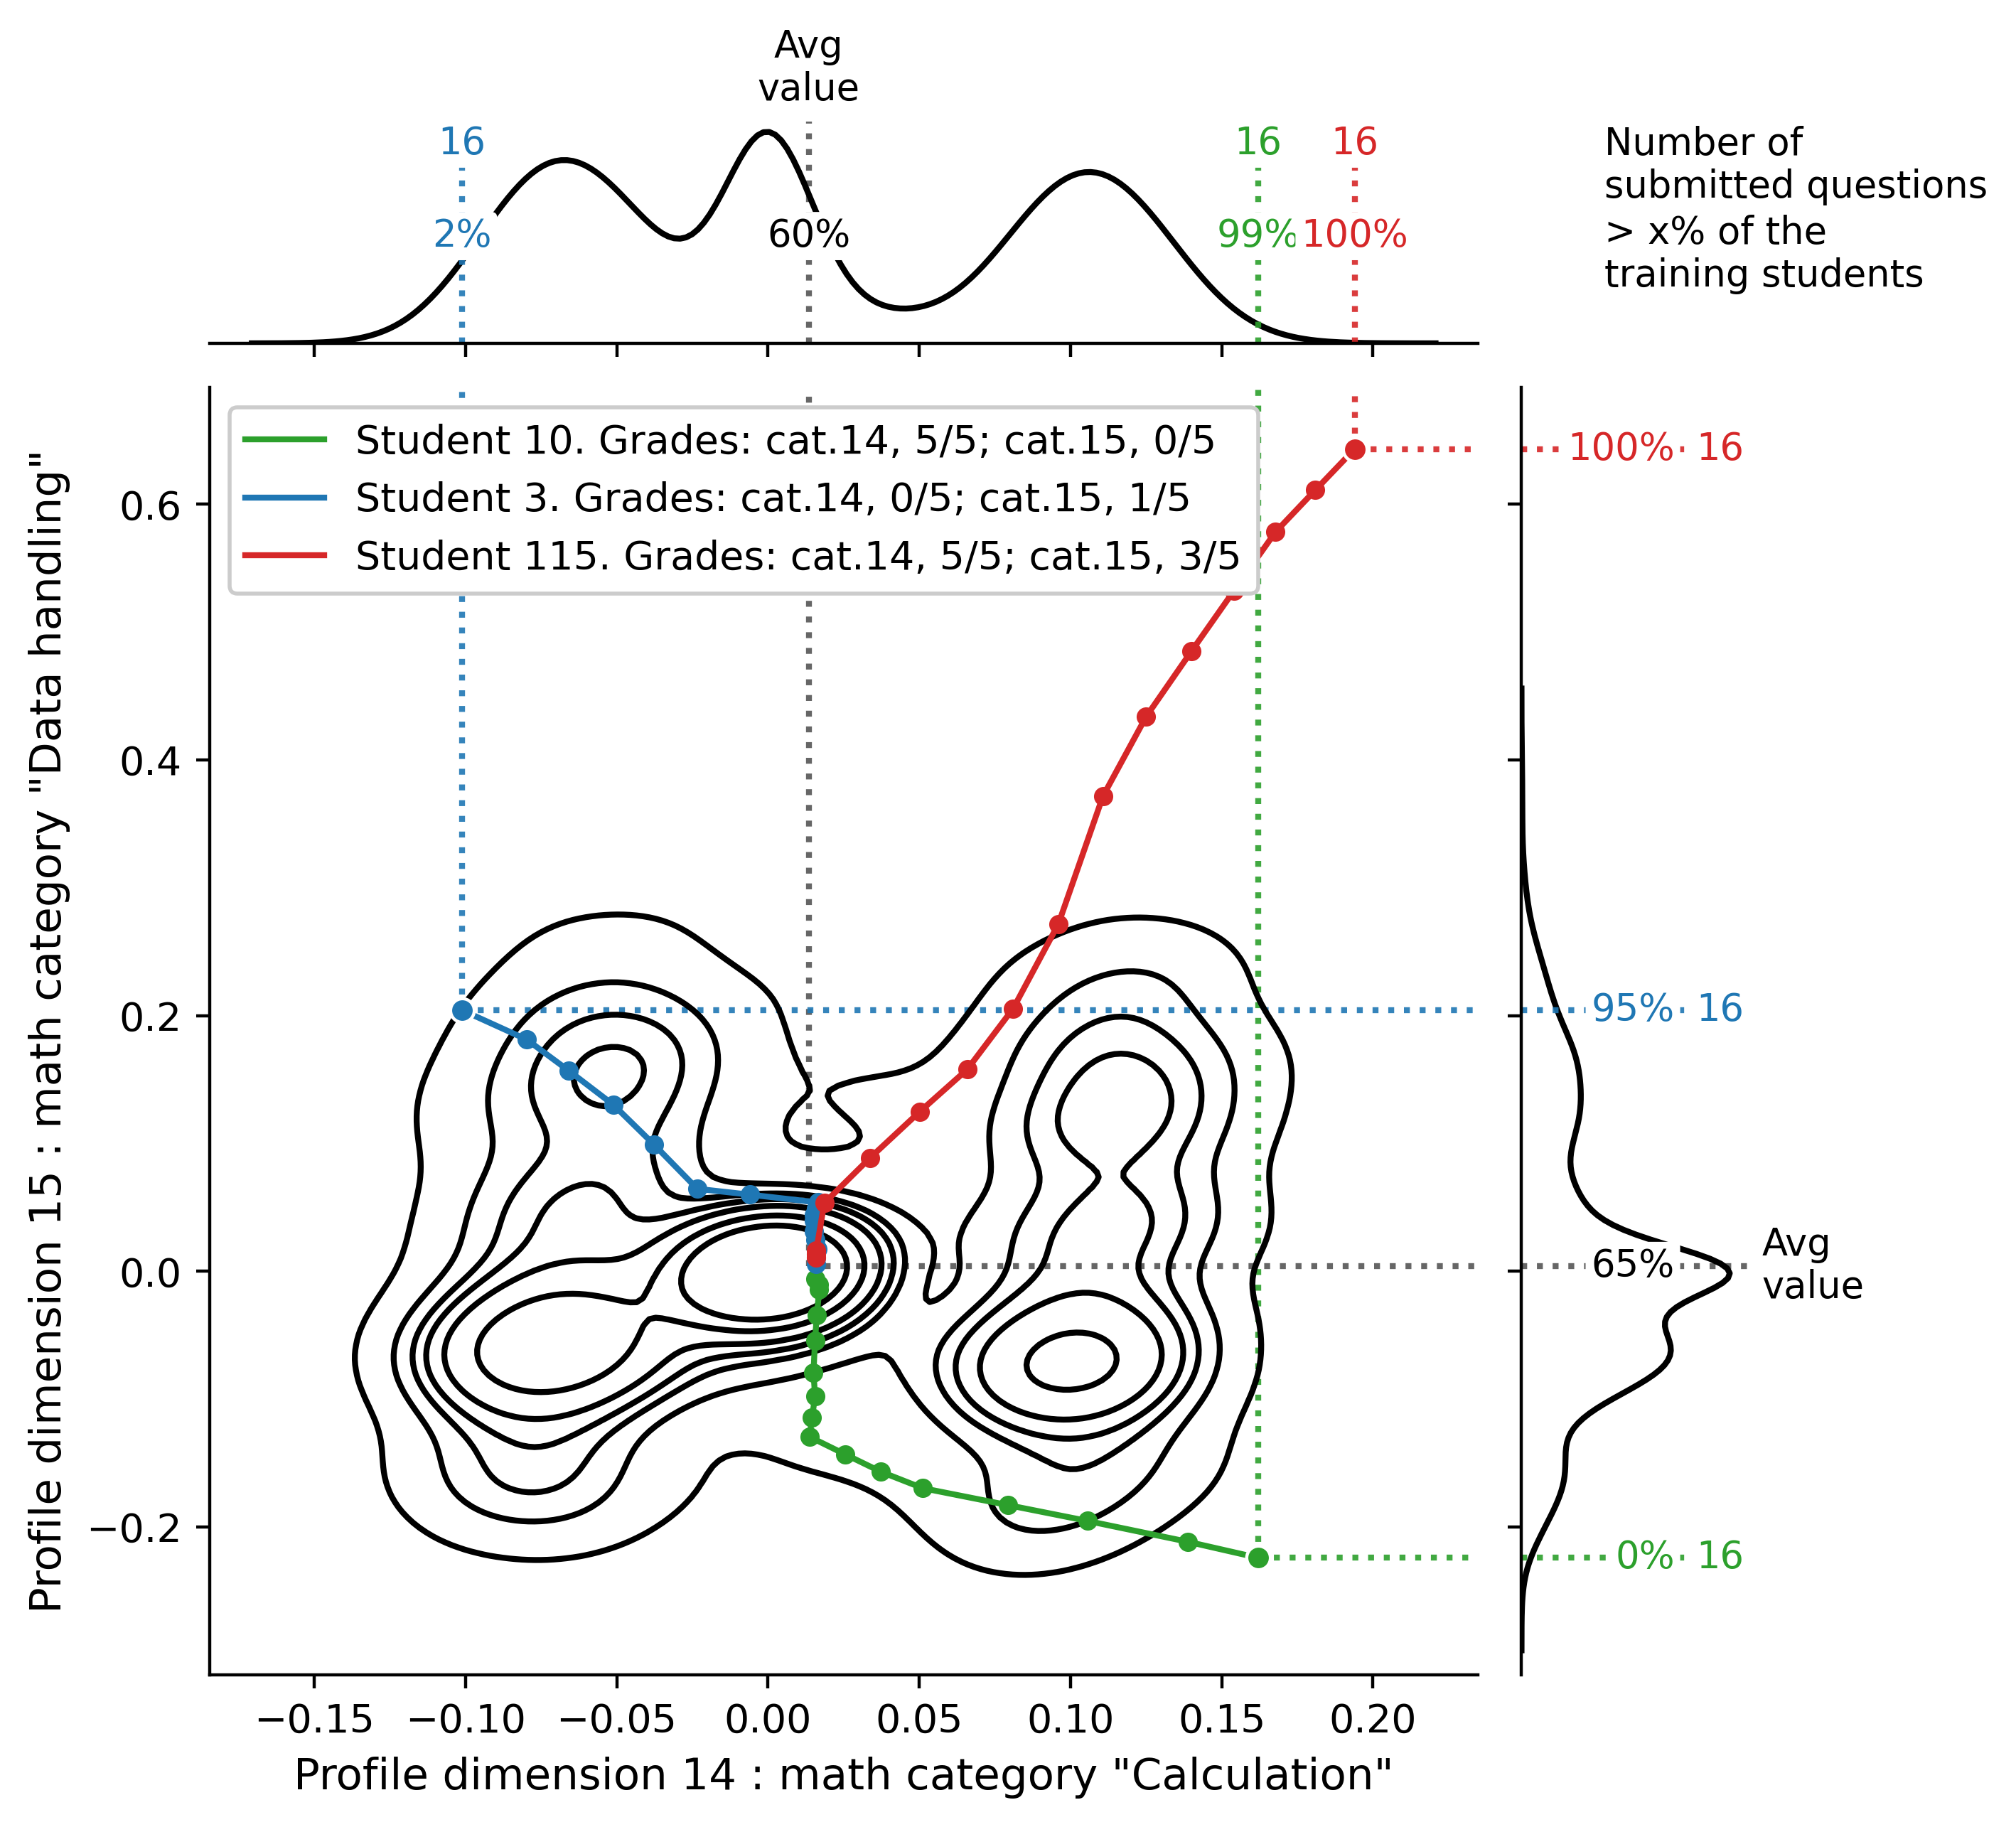 Avg
value
16
16
16
Number of
submitted questions
2%
60%
99%
100%
> x% of the
training students
Student 10. Grades: cat.14, 5/5; cat.15, 0/5
Student 3. Grades: cat.14, 0/5; cat.15, 1/5
Student 115. Grades: cat.14, 5/5; cat.15, 3/5
100%
16
95%
16
65%
Avg
value
0%
16
Profile dimension 15 : math category "Data handling"
0.6
0.4
0.2
0.0
−0.2
−0.15
−0.10
−0.05
0.00
0.05
0.10
0.15
0.20
Profile dimension 14 : math category "Calculation"